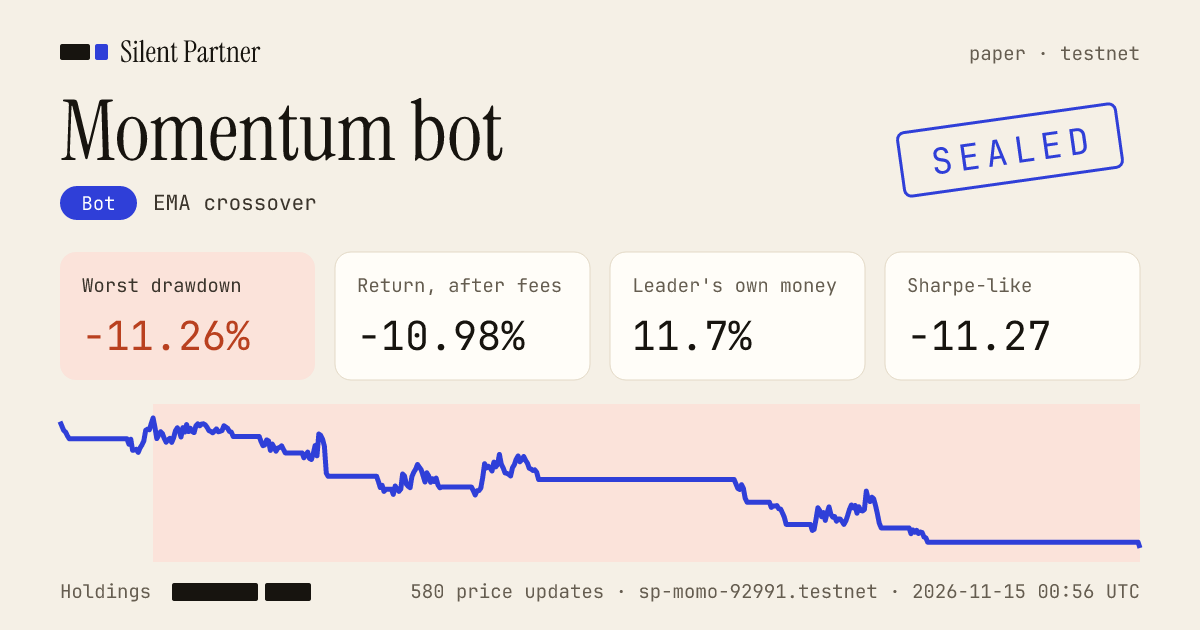 Silent Partner
paper · testnet
Momentum bot
SEALED
Bot EMA crossover
Worst drawdown
-11.26%
Return, after fees
-10.98%
Leader's own money
11.7%
Sharpe-like
-11.27
Holdings
580 price updates · sp-momo-92991.testnet · 2026-11-15 00:56 UTC